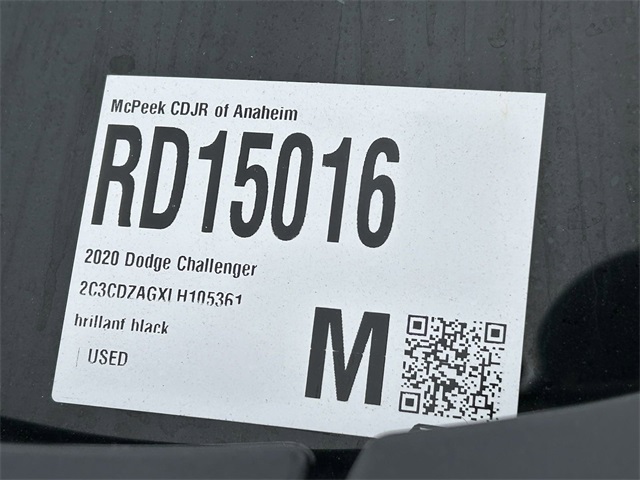 McPeek CDJR of Anaheim
RD15016
2020 Dodge Challenger
2C3CDZAGXLH105361
brillant black
USED
M